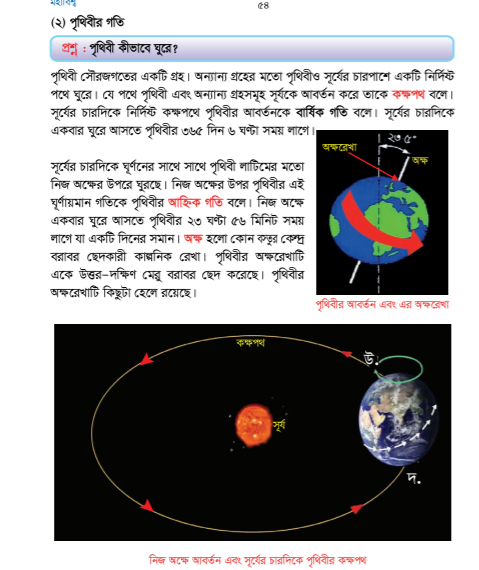 মহাবিশ্ব
৫৪
(২) পৃথিবীর গতি
প্রশ্ন : পৃথিবী কীভাবে ঘুরে?
পৃথিবী সৌরজগতের একটি গ্রহ। অন্যান্য গ্রহের মতো পৃথিবীও সূর্যের চারপাশে একটি নির্দিষ্ট
পথে ঘুরে। যে পথে পৃথিবী এবং অন্যান্য গ্রহসমূহ সূর্যকে আবর্তন করে তাকে কক্ষপথ বলে।
সূর্যের চারদিকে নির্দিষ্ট কক্ষপথে পৃথিবীর আবর্তনকে বার্ষিক গতি বলে। সূর্যের চারদিকে
একবার ঘুরে আসতে পৃথিবীর ৩৬৫ দিন ৬ ঘণ্টা সময় লাগে।
সূর্যের চারদিকে ঘূর্ণনের সাথে সাথে পৃথিবী লাটিমের মতো
নিজ অক্ষের উপরে ঘুরছে। নিজ অক্ষের উপর পৃথিবীর এই
ঘূর্ণায়মান গতিকে পৃথিবীর আহ্নিক গতি বলে। নিজ অক্ষে
একবার ঘুরে আসতে পৃথিবীর ২৩ ঘণ্টা ৫৬ মিনিট সময়
লাগে যা একটি দিনের সমান। অক্ষ হলো কোন বস্তুর কেন্দ্র
বরাবর ছেদকারী কাল্পনিক রেখা। পৃথিবীর অক্ষরেখাটি
একে উত্তর-দক্ষিণ মেরু বরাবর ছেদ করেছে। পৃথিবীর
অক্ষরেখাটি কিছুটা হেলে রয়েছে।
২৩.৫°
অক্ষরেখা
অক্ষ
পৃথিবীর আবর্তন এবং এর অক্ষরেখা
কক্ষপথ
উ.
সূর্য
দ.
নিজ অক্ষে আবর্তন এবং সূর্যের চারদিকে পৃথিবীর কক্ষপথ